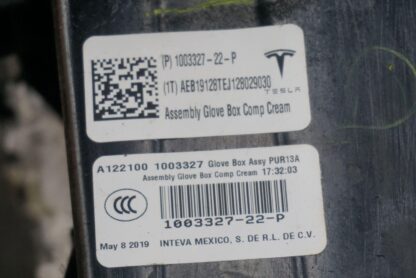 (P) 1003327-22-P
(1T) AEB19128TEJ128029030
TESLA
Assembly Glove Box Comp Cream
A122100 1003327 Glove Box Assy PUR13A
Assembly Glove Box Comp Cream 17:32:03
CCC
1003327-22-P
May 8 2019 INTEVA MEXICO, S. DE R.L. DE C.V.